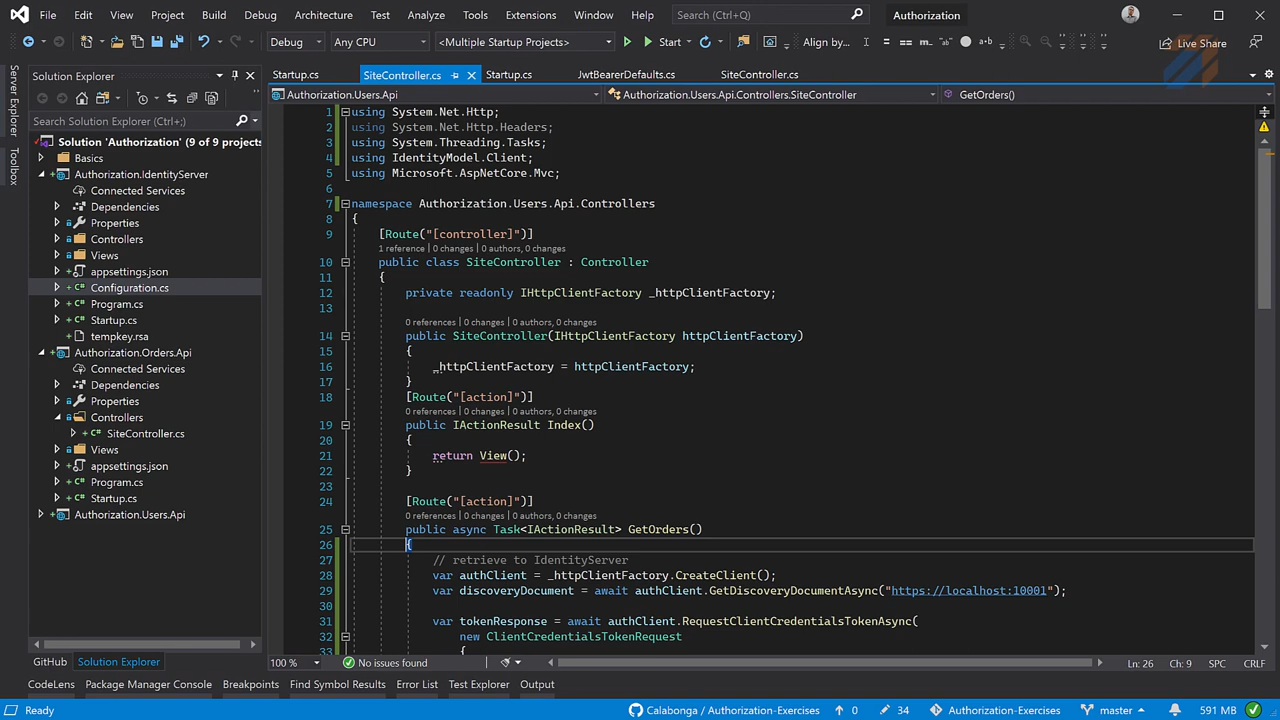 File Edit View Project Build Debug Architecture Test Analyze Tools Extensions Window Help Search (Ctrl+Q) Authorization
Debug Any CPU <Multiple Startup Projects> Start Align by... Live Share
Server Explorer
Toolbox
Solution Explorer
Search Solution Explorer (Ctrl+;)
Solution 'Authorization' (9 of 9 projects
Basics
Authorization.IdentityServer
Connected Services
Dependencies
Properties
Controllers
Views
appsettings.json
Configuration.cs
Program.cs
Startup.cs
tempkey.rsa
Authorization.Orders.Api
Connected Services
Dependencies
Properties
Controllers
SiteController.cs
Views
appsettings.json
Program.cs
Startup.cs
Authorization.Users.Api
GitHub Solution Explorer
Startup.cs SiteController.cs Startup.cs JwtBearerDefaults.cs SiteController.cs
Authorization.Users.Api Authorization.Users.Api.Controllers.SiteController GetOrders()
1 using System.Net.Http;
2 using System.Net.Http.Headers;
3 using System.Threading.Tasks;
4 using IdentityModel.Client;
5 using Microsoft.AspNetCore.Mvc;
6
7 namespace Authorization.Users.Api.Controllers
8 {
9 [Route("[controller]")]
1 reference | 0 changes | 0 authors, 0 changes
10 public class SiteController : Controller
11 {
12 private readonly IHttpClientFactory _httpClientFactory;
13
0 references | 0 changes | 0 authors, 0 changes
14 public SiteController(IHttpClientFactory httpClientFactory)
15 {
16 _httpClientFactory = httpClientFactory;
17 }
18 [Route("[action]")]
0 references | 0 changes | 0 authors, 0 changes
19 public IActionResult Index()
20 {
21 return View();
22 }
23
24 [Route("[action]")]
0 references | 0 changes | 0 authors, 0 changes
25 public async Task<IActionResult> GetOrders()
26 {
27 // retrieve to IdentityServer
28 var authClient = _httpClientFactory.CreateClient();
29 var discoveryDocument = await authClient.GetDiscoveryDocumentAsync("https://localhost:10001");
30
31 var tokenResponse = await authClient.RequestClientCredentialsTokenAsync(
32 new ClientCredentialsTokenRequest
33 {
100 % No issues found Ln: 26 Ch: 9 SPC CRLF
CodeLens Package Manager Console Breakpoints Find Symbol Results Error List Test Explorer Output
Ready Calabonga / Authorization-Exercises 0 34 Authorization-Exercises master 591 MB